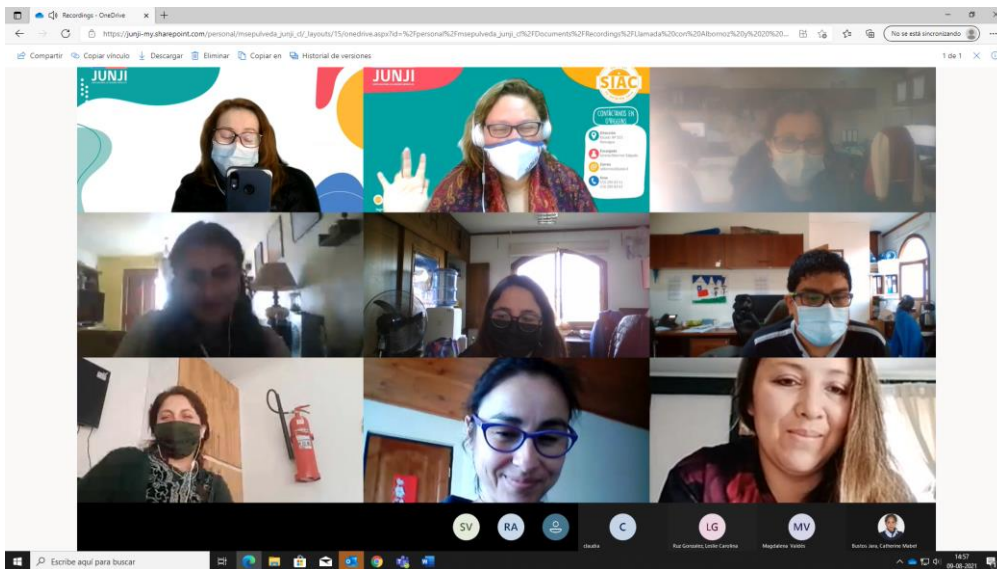 Recordings - OneDrive
https://junji-my.sharepoint.com/personal/msepulveda_junji_cl/_layouts/15/onedrive.aspx?id=%2Fpersonal%2Fmsepulveda_junji_cl%2FDocuments%2FRecordings%2FLlamada%20con%20Albornoz%20y%2020%20...
No se está sincronizando
Compartir
Copiar vínculo
Descargar
Eliminar
Copiar en
Historial de versiones
1 de 1
JUNJI
JUNJI
SIAC
CONTÁCTANOS EN
O'HIGGINS
SV
RA
C
LG
MV
claudia
Ruz Gonzalez, Leslie Carolina
Magdalena Valdés
Bustos Jara, Catherine Mabel
Escribe aquí para buscar
14:57
09-08-2021